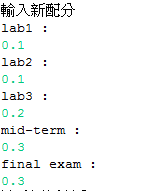 輸入新配分
lab1 :
0.1
lab2 :
0.1
lab3 :
0.2
mid-term :
0.3
final exam :
0.3